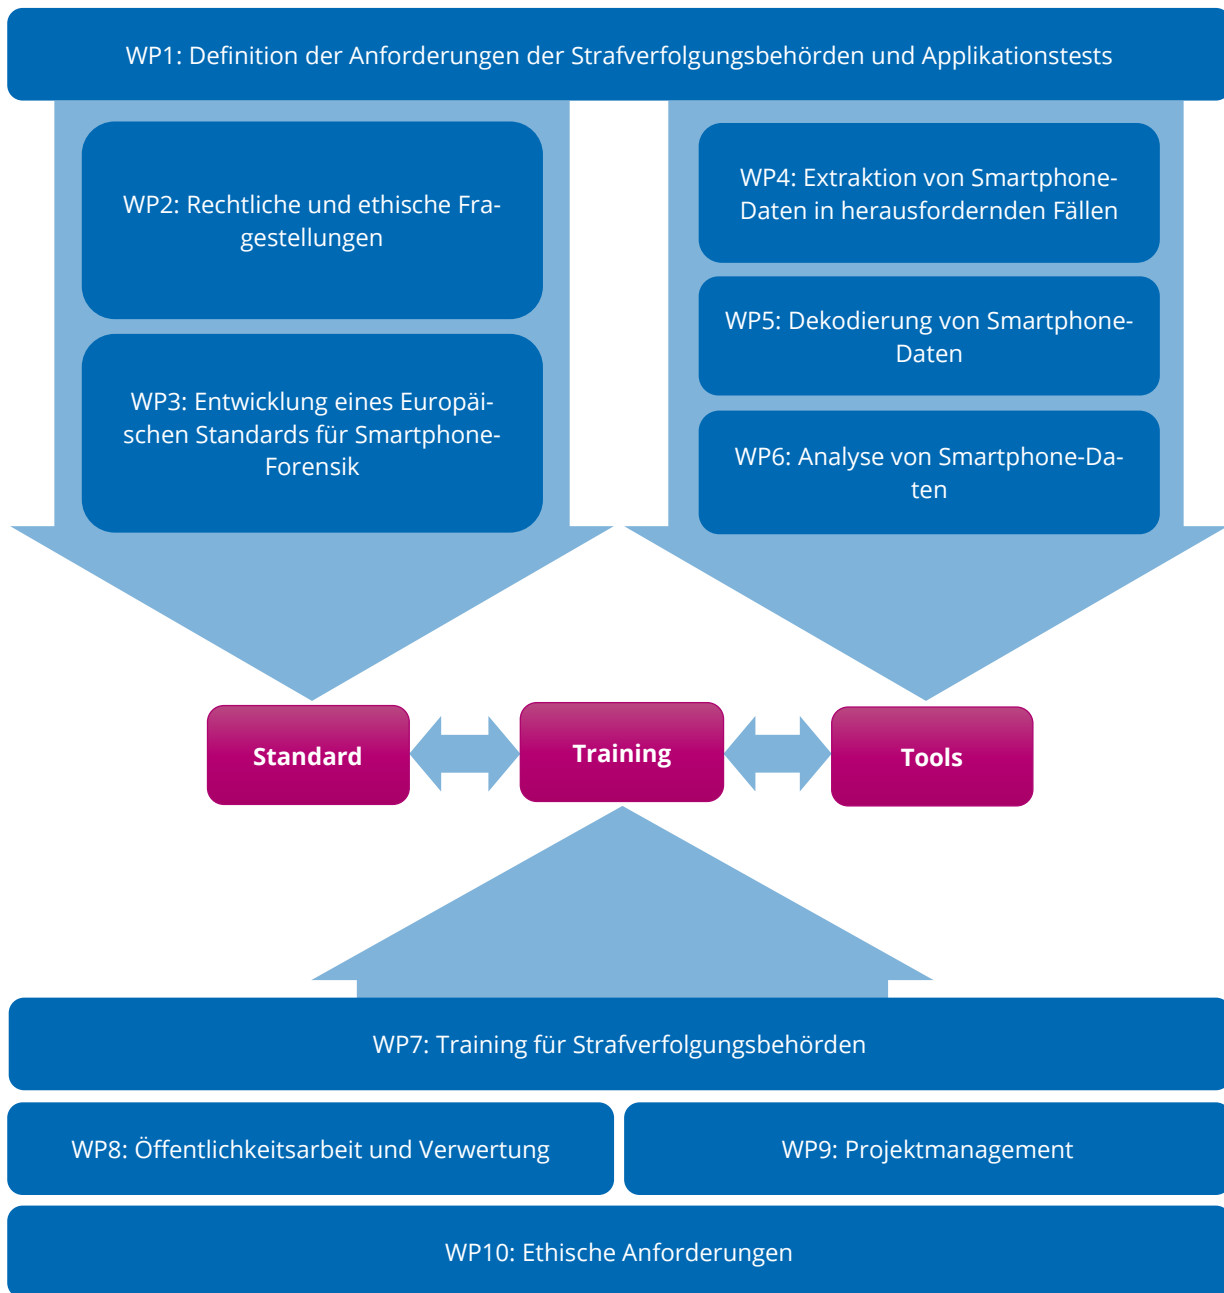 WP1: Definition der Anforderungen der Strafverfolgungsbehörden und Applikationstests
WP2: Rechtliche und ethische Fra-
gestellungen
WP3: Entwicklung eines Europäi-
schen Standards für Smartphone-
Forensik
WP4: Extraktion von Smartphone-
Daten in herausfordernden Fällen
WP5: Dekodierung von Smartphone-
Daten
WP6: Analyse von Smartphone-Da-
ten
Standard
Training
Tools
WP7: Training für Strafverfolgungsbehörden
WP8: Öffentlichkeitsarbeit und Verwertung
WP9: Projektmanagement
WP10: Ethische Anforderungen